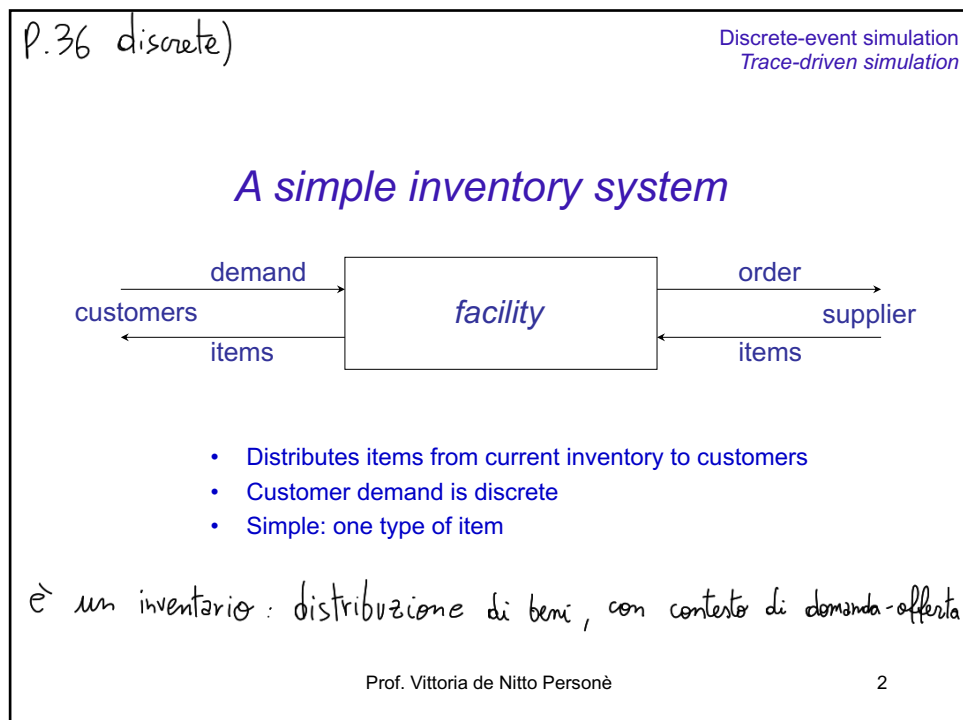 P.36 discrete)
Discrete-event simulation
Trace-driven simulation
A simple inventory system
demand
order
customers
facility
supplier
items
items
• Distributes items from current inventory to customers
• Customer demand is discrete
• Simple: one type of item
è un inventario: distribuzione di beni, con contesto di domanda-offerta
Prof. Vittoria de Nitto Personè
2